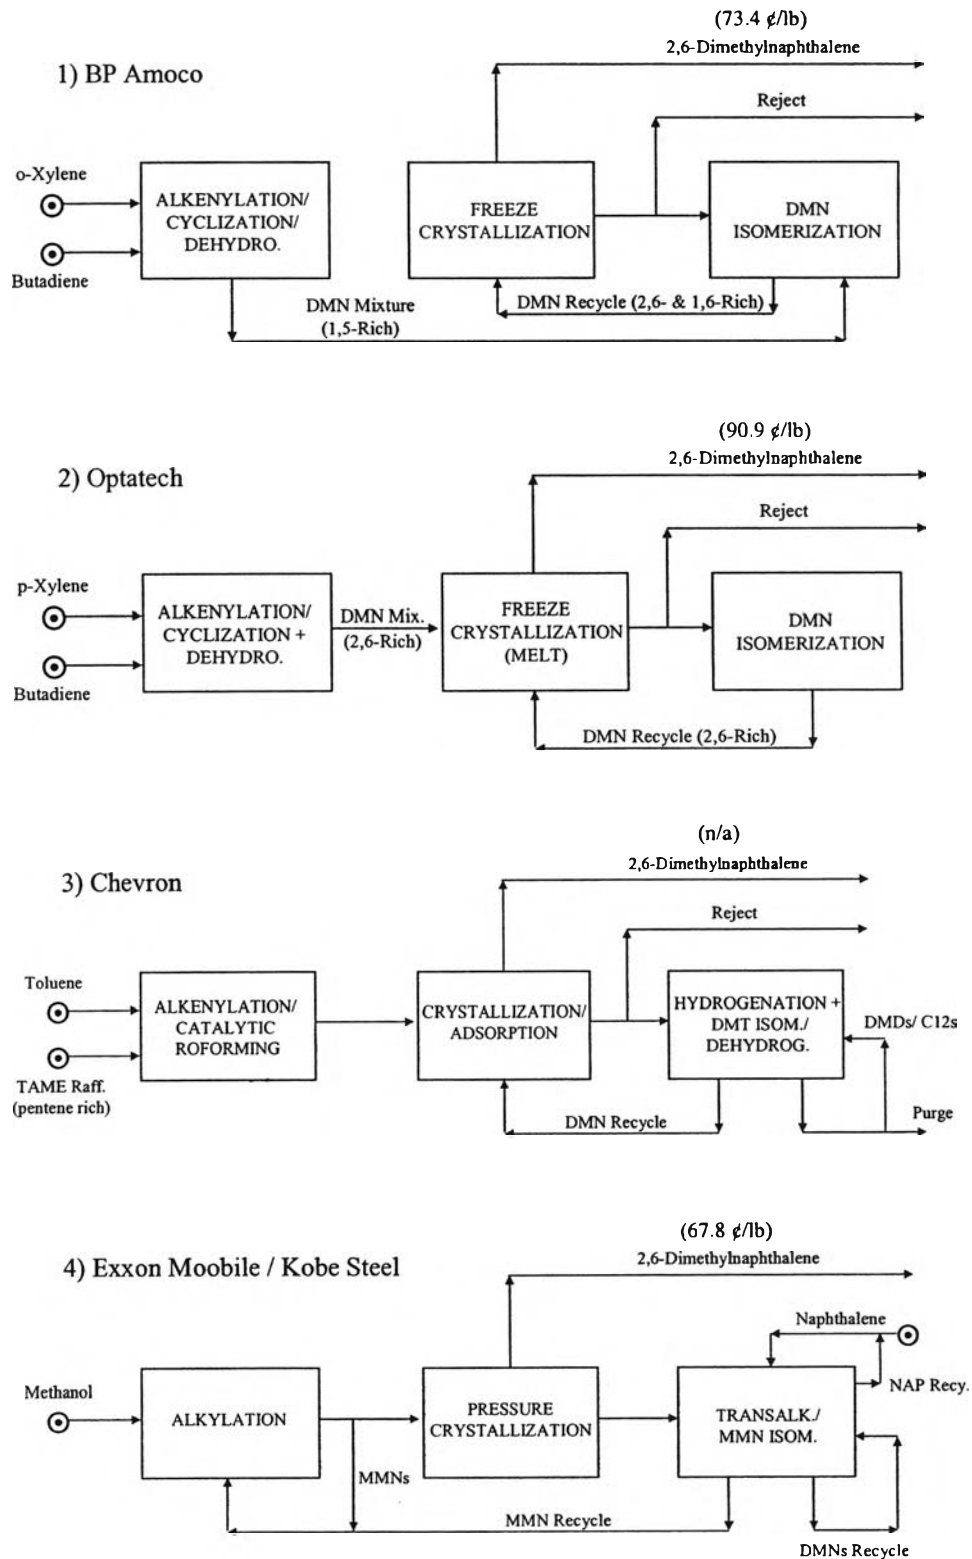 (73.4 ¢/lb)
2,6-Dimethylnaphthalene
1) BP Amoco
Reject
o-Xylene
ALKENYLATION/
CYCLIZATION/
DEHYDRO.
FREEZE
CRYSTALLIZATION
DMN
ISOMERIZATION
Butadiene
DMN Mixture
(1,5-Rich)
DMN Recycle (2,6- & 1,6-Rich)
(90.9 ¢/lb)
2,6-Dimethylnaphthalene
2) Optatech
Reject
p-Xylene
ALKENYLATION/
CYCLIZATION +
DEHYDRO.
DMN Mix.
(2,6-Rich)
FREEZE
CRYSTALLIZATION
(MELT)
DMN
ISOMERIZATION
Butadiene
DMN Recycle (2,6-Rich)
(n/a)
2,6-Dimethylnaphthalene
3) Chevron
Reject
Toluene
ALKENYLATION/
CATALYTIC
ROFORMING
CRYSTALLIZATION/
ADSORPTION
HYDROGENATION +
DMT ISOM./
DEHYDROG.
DMDs/ C12s
TAME Raff.
(pentene rich)
DMN Recycle
Purge
(67.8 ¢/lb)
2,6-Dimethylnaphthalene
4) Exxon Moobile / Kobe Steel
Naphthalene
Methanol
ALKYLATION
PRESSURE
CRYSTALLIZATION
TRANSALK./
MMN ISOM.
NAP Recy.
MMNs
MMN Recycle
DMNs Recycle